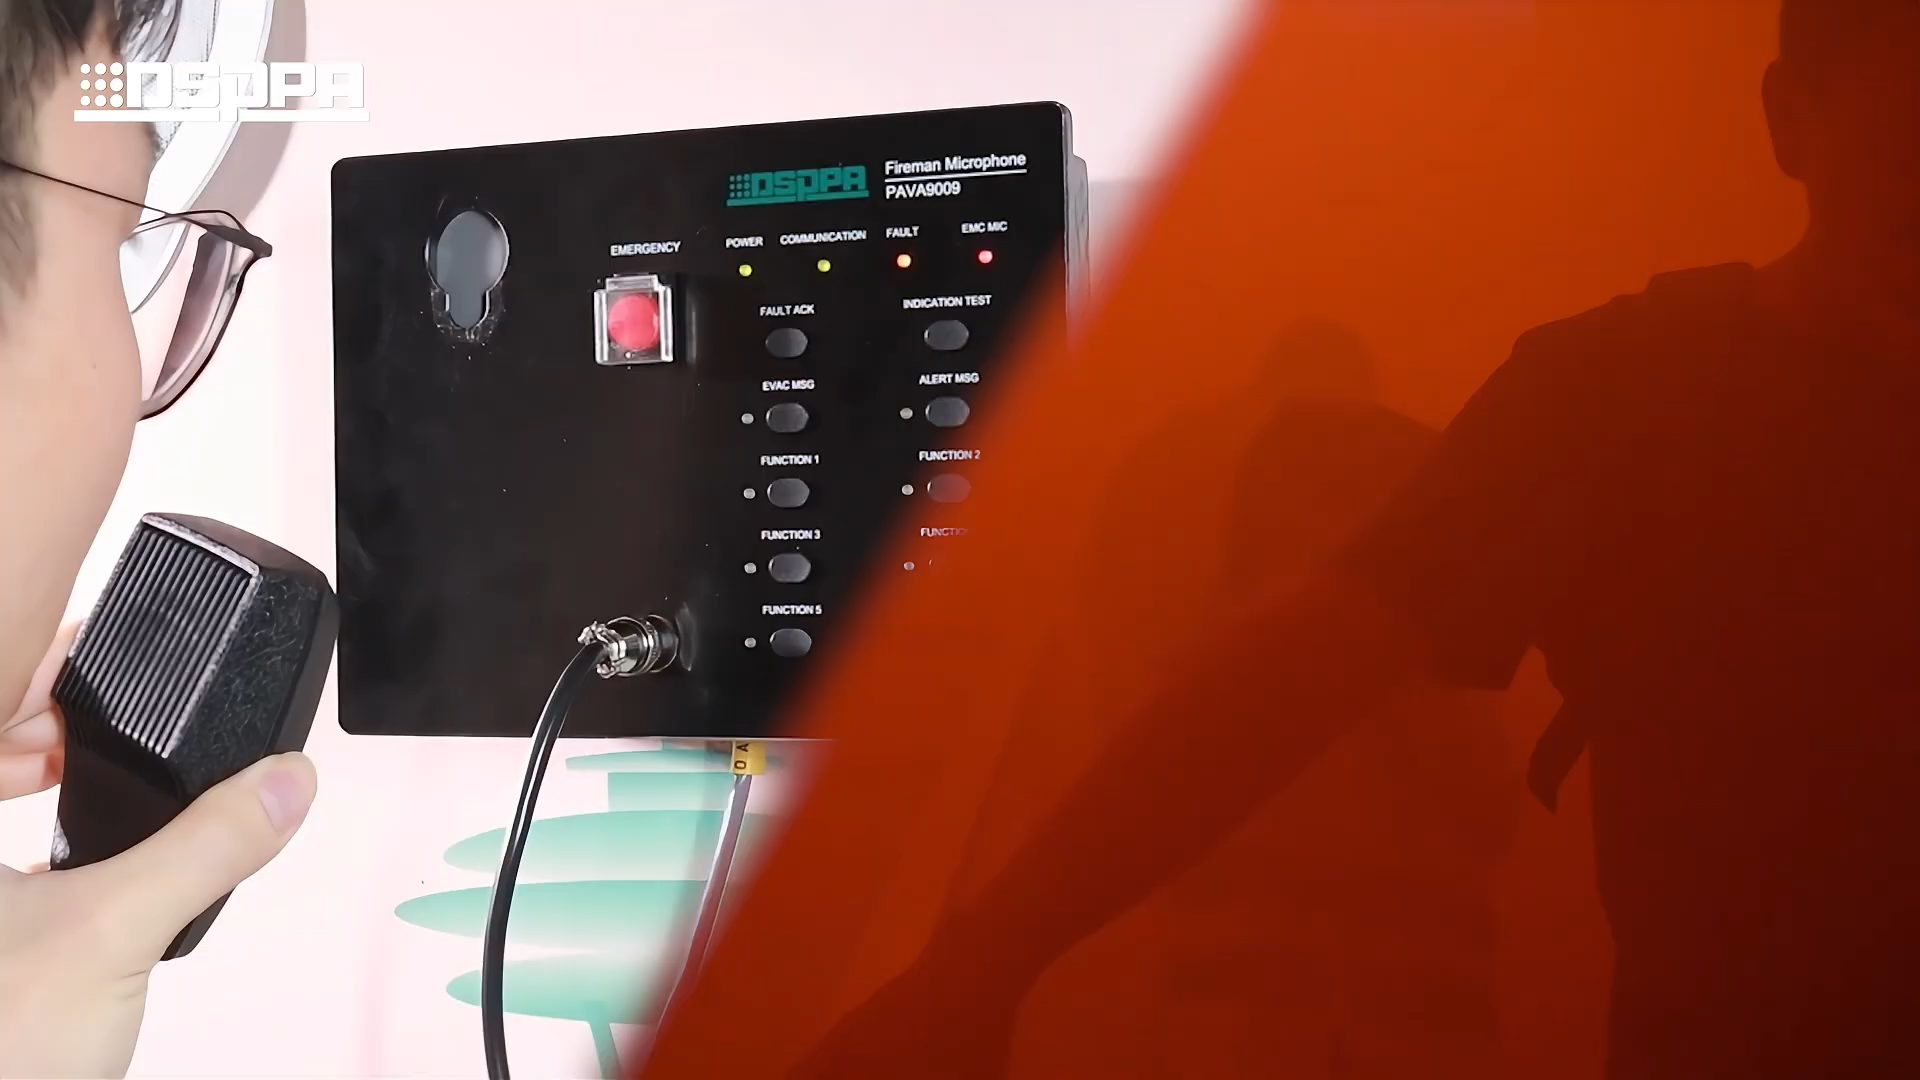 DSPPA
DSPPA
Fireman Microphone
PAVA9009
EMERGENCY
POWER
COMMUNICATION
FAULT
EMC MIC
FAULT ACK
INDICATION TEST
EVAC MSG
ALERT MSG
FUNCTION 1
FUNCTION 2
FUNCTION 3
FUNCTION 5